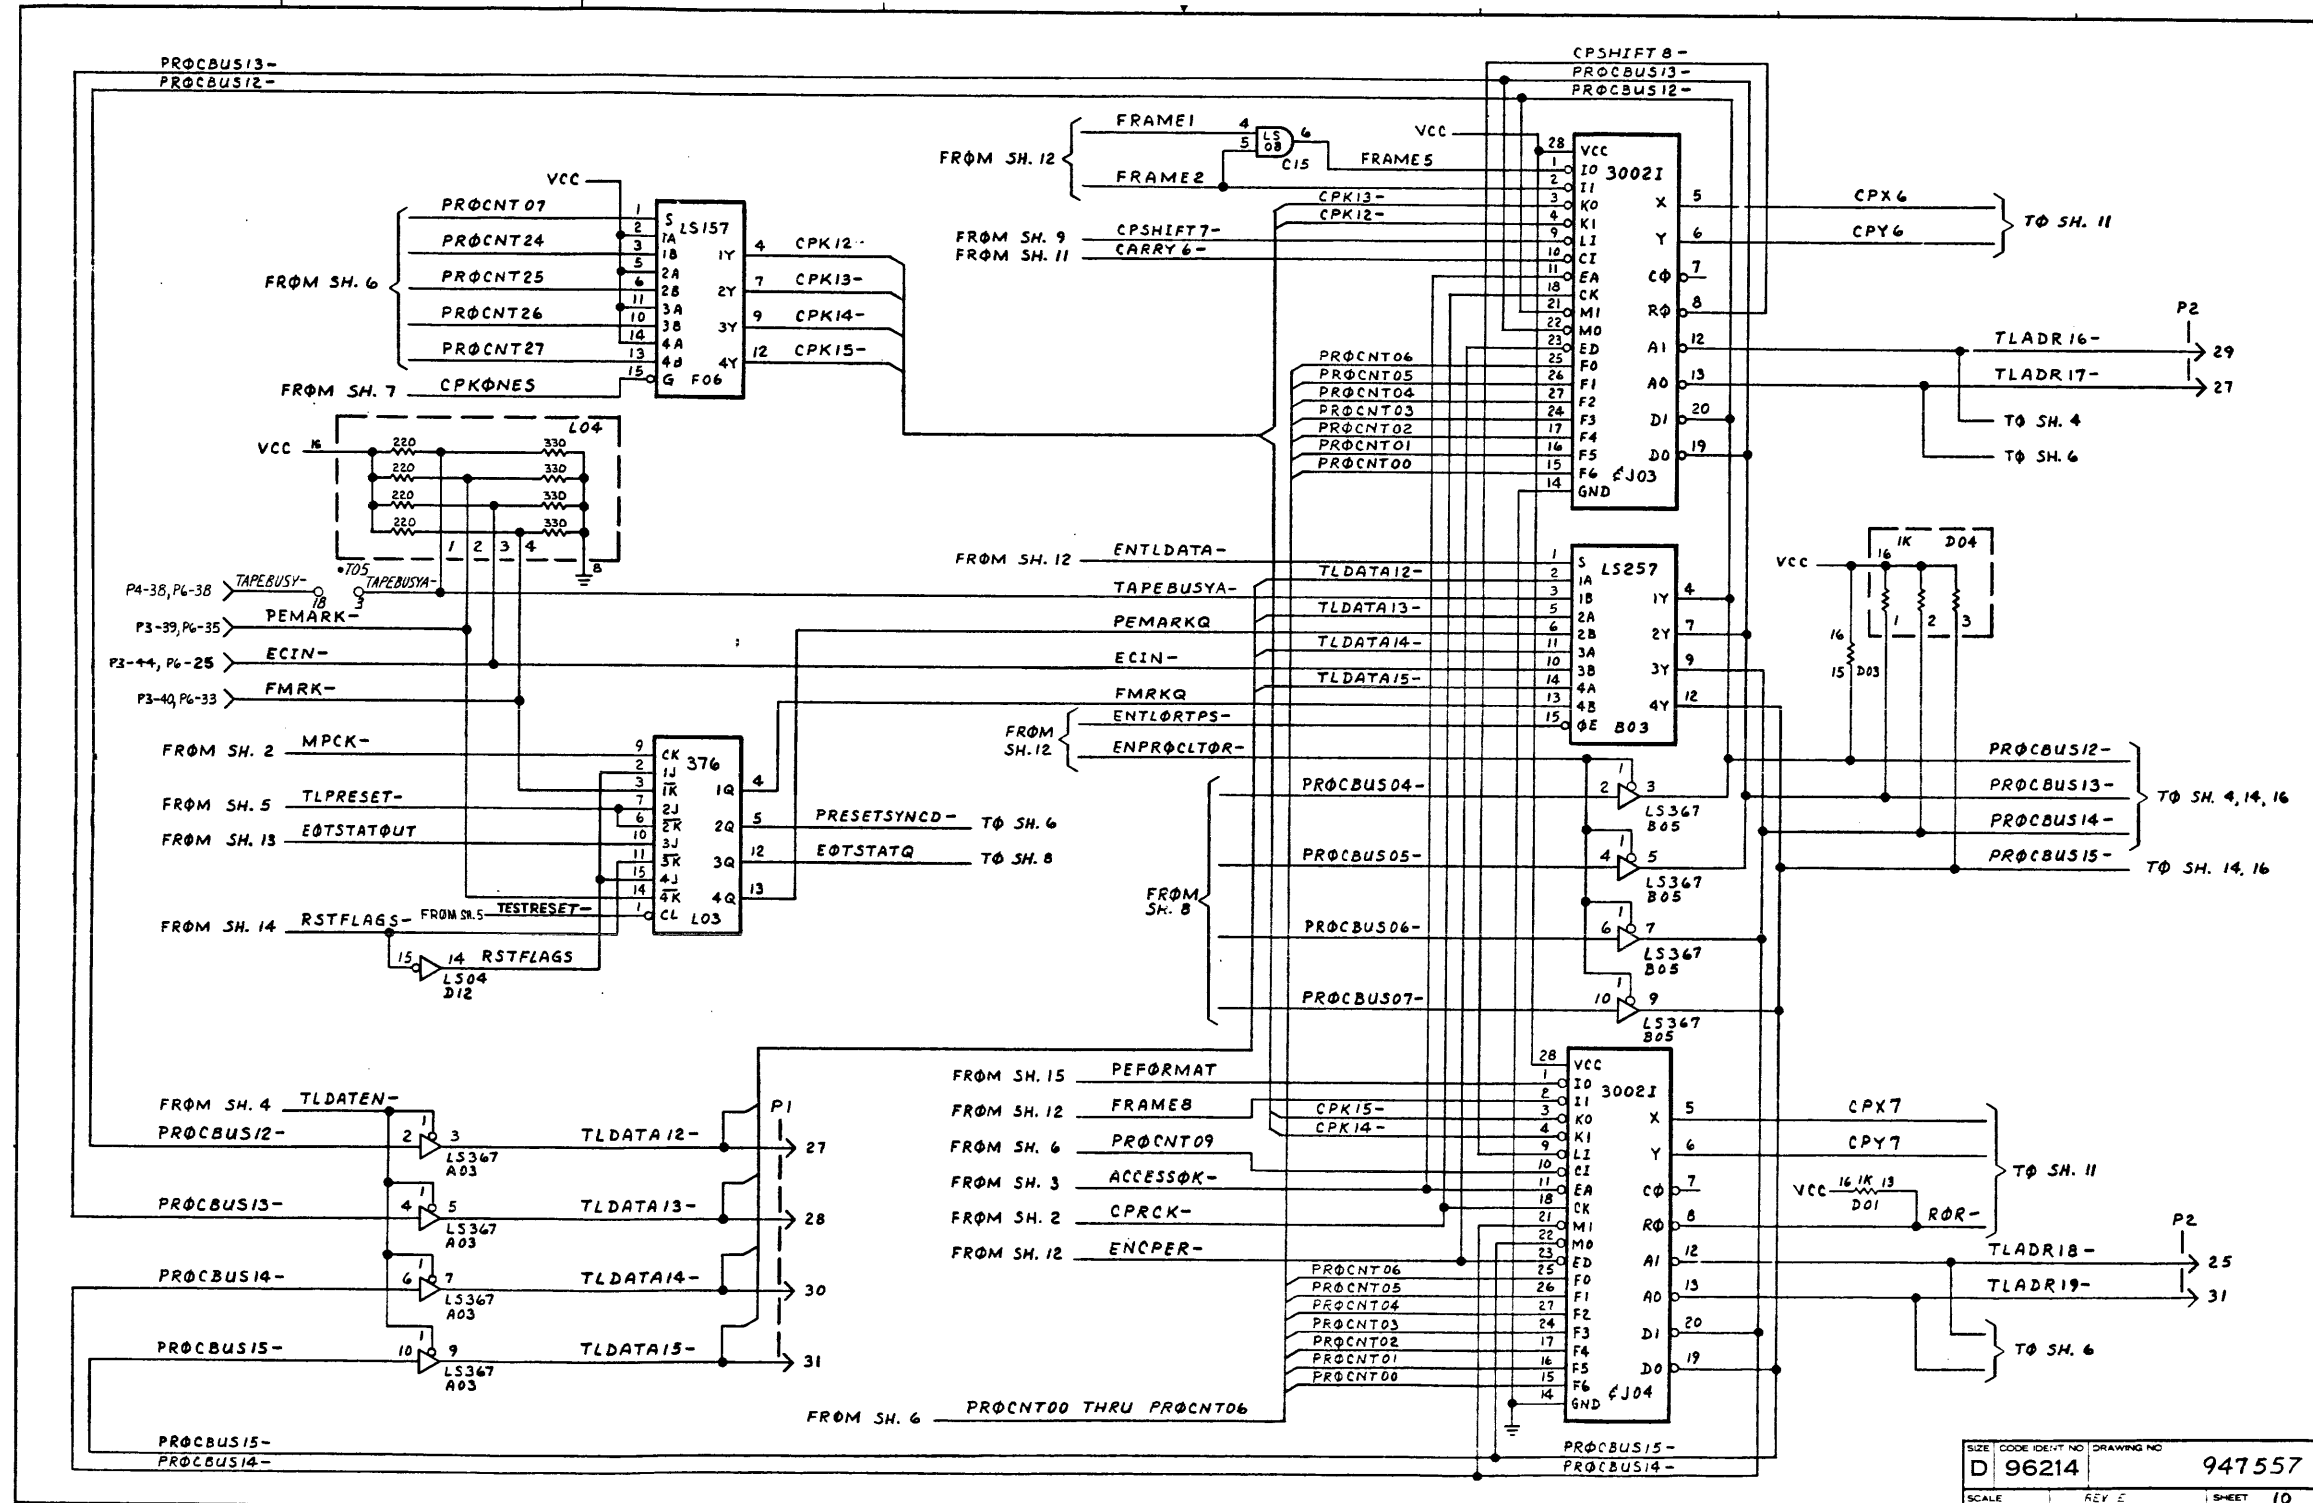 PRØCBUS13-
PRØCBUS12-
CPSHIFT8-
PRØCBUS13-
PRØCBUS12-
FRØM SH. 12
FRAME1
FRAME2
4
5
LS
08
6
C15
FRAME5
VCC
CPK13-
CPK12-
FRØM SH. 9 CPSHIFT7-
FRØM SH. 11 CARRY6-
28 VCC
1 I0
2 I1
3 K0
4 K1
9 LI
10 CI
11 EA
18 CK
21 M1
22 M0
23 ED
25 F0
26 F1
27 F2
24 F3
17 F4
16 F5
15 F6
14 GND
3002I
¢J03
X 5 CPX6
Y 6 CPY6
TØ SH. 11
CØ 7
RØ 8
A1 12 TLADR16-
A0 13 TLADR17-
D1 20
D0 19
P2
29
27
TØ SH. 4
TØ SH. 6
PRØCNT06
PRØCNT05
PRØCNT04
PRØCNT03
PRØCNT02
PRØCNT01
PRØCNT00
VCC
FRØM SH. 6
PRØCNT07
PRØCNT24
PRØCNT25
PRØCNT26
PRØCNT27
FRØM SH. 7 CPKØNES
1 S
2 1A
3 1B
5 2A
6 2B
11 3A
10 3B
14 4A
13 4B
15 G
LS157
F06
1Y 4 CPK12-
2Y 7 CPK13-
3Y 9 CPK14-
4Y 12 CPK15-
L04
VCC 16
220 330
220 330
220 330
220 330
1 2 3 4
8
•T05
P4-38, P6-38 TAPEBUSY-
18
3
TAPEBUSYA-
P3-39, P6-35 PEMARK-
P3-44, P6-25 ECIN-
P3-40, P6-33 FMRK-
FRØM SH. 2 MPCK-
FRØM SH. 5 TLPRESET-
FRØM SH. 13 EØTSTATØUT
FRØM SH. 5 TESTRESET-
FRØM SH. 14 RSTFLAGS-
15 14 RSTFLAGS
LS04
D12
9 CK
2 1J
3 1K
7 2J
6 2K
10 3J
11 3K
15 4J
14 4K
1 CL
376
L03
1Q 4
2Q 5 PRESETSYNCD- TØ SH. 6
3Q 12 EØTSTATQ TØ SH. 8
4Q 13
FRØM SH. 12 ENTLDATA-
TLDATA12-
TAPEBUSYA-
TLDATA13-
PEMARKQ
TLDATA14-
ECIN-
TLDATA15-
FMRKQ
FRØM
SH. 12
ENTLØRTPS-
ENPRØCLTØR-
1 S
2 1A
3 1B
5 2A
6 2B
11 3A
10 3B
14 4A
13 4B
15 ØE
LS257
B03
1Y 4
2Y 7
3Y 9
4Y 12
VCC
1K D04
16
1 2 3
16
15 D03
PRØCBUS12-
PRØCBUS13-
PRØCBUS14-
TØ SH. 4, 14, 16
PRØCBUS15- TØ SH. 14, 16
FRØM
SH. 8
PRØCBUS04- 2 1 3
LS367
B05
PRØCBUS05- 4 1 5
LS367
B05
PRØCBUS06- 6 1 7
LS367
B05
PRØCBUS07- 10 1 9
LS367
B05
FRØM SH. 4 TLDATEN-
PRØCBUS12- 2 1 3 TLDATA12- 27
LS367
A03
PRØCBUS13- 4 1 5 TLDATA13- 28
LS367
A03
PRØCBUS14- 6 1 7 TLDATA14- 30
LS367
A03
PRØCBUS15- 10 1 9 TLDATA15- 31
LS367
A03
P1
FRØM SH. 15 PEFØRMAT
FRØM SH. 12 FRAME8
FRØM SH. 6 PRØCNT09
FRØM SH. 3 ACCESSØK-
FRØM SH. 2 CPRCK-
FRØM SH. 12 ENCPER-
CPK15-
CPK14-
PRØCNT06
PRØCNT05
PRØCNT04
PRØCNT03
PRØCNT02
PRØCNT01
PRØCNT00
FRØM SH. 6 PRØCNT00 THRU PRØCNT06
28 VCC
1 I0
2 I1
3 K0
4 K1
9 LI
10 CI
11 EA
18 CK
21 M1
22 M0
23 ED
25 F0
26 F1
27 F2
24 F3
17 F4
16 F5
15 F6
14 GND
3002I
¢J04
X 5 CPX7
Y 6 CPY7
CØ 7
RØ 8 RØR-
VCC 16 1K 13
D01
TØ SH. 11
A1 12 TLADR18-
A0 13 TLADR19-
D1 20
D0 19
P2
25
31
TØ SH. 6
PRØCBUS15-
PRØCBUS14-
PRØCBUS15-
PRØCBUS14-
SIZE CODE IDENT NO DRAWING NO
D 96214 947557
SCALE REV E SHEET 10